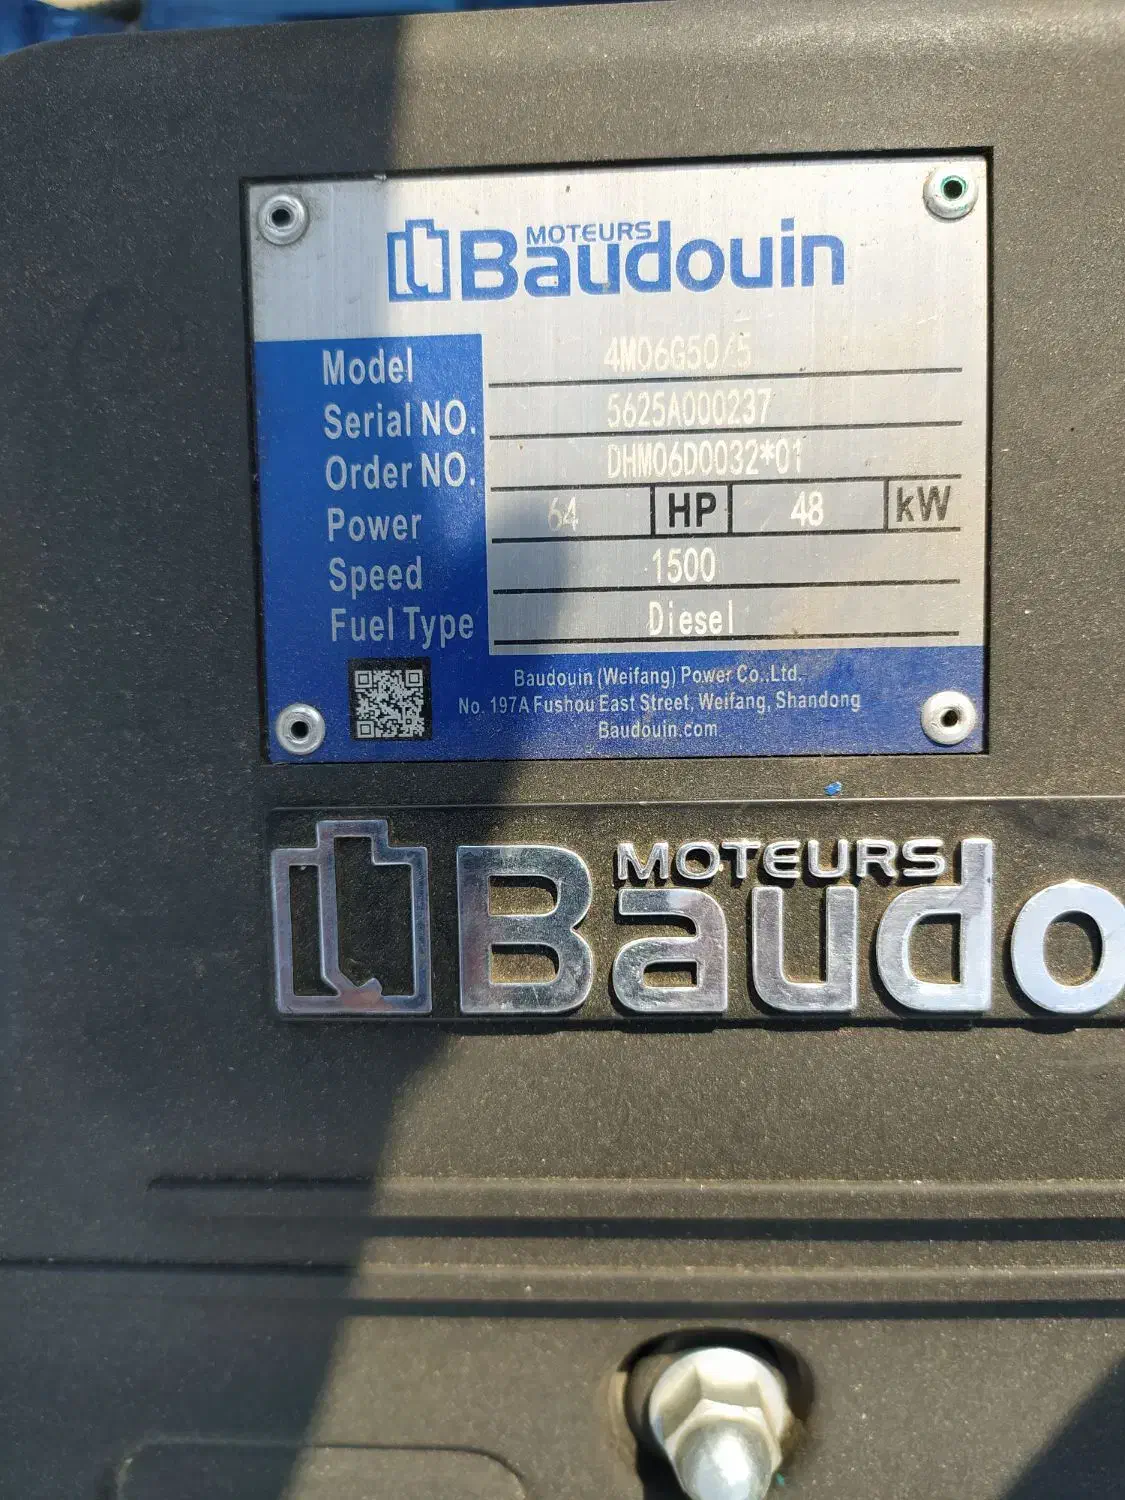 MOTEURS
Baudouin
Model 4M06G50/5
Serial NO. 5625A000237
Order NO. DHM06D0032*01
Power 64 HP 48 kW
Speed 1500
Fuel Type Diesel
Baudouin (Weifang) Power Co.,Ltd.
No. 197A Fushou East Street, Weifang, Shandong
Baudouin.com
MOTEURS
Baudo